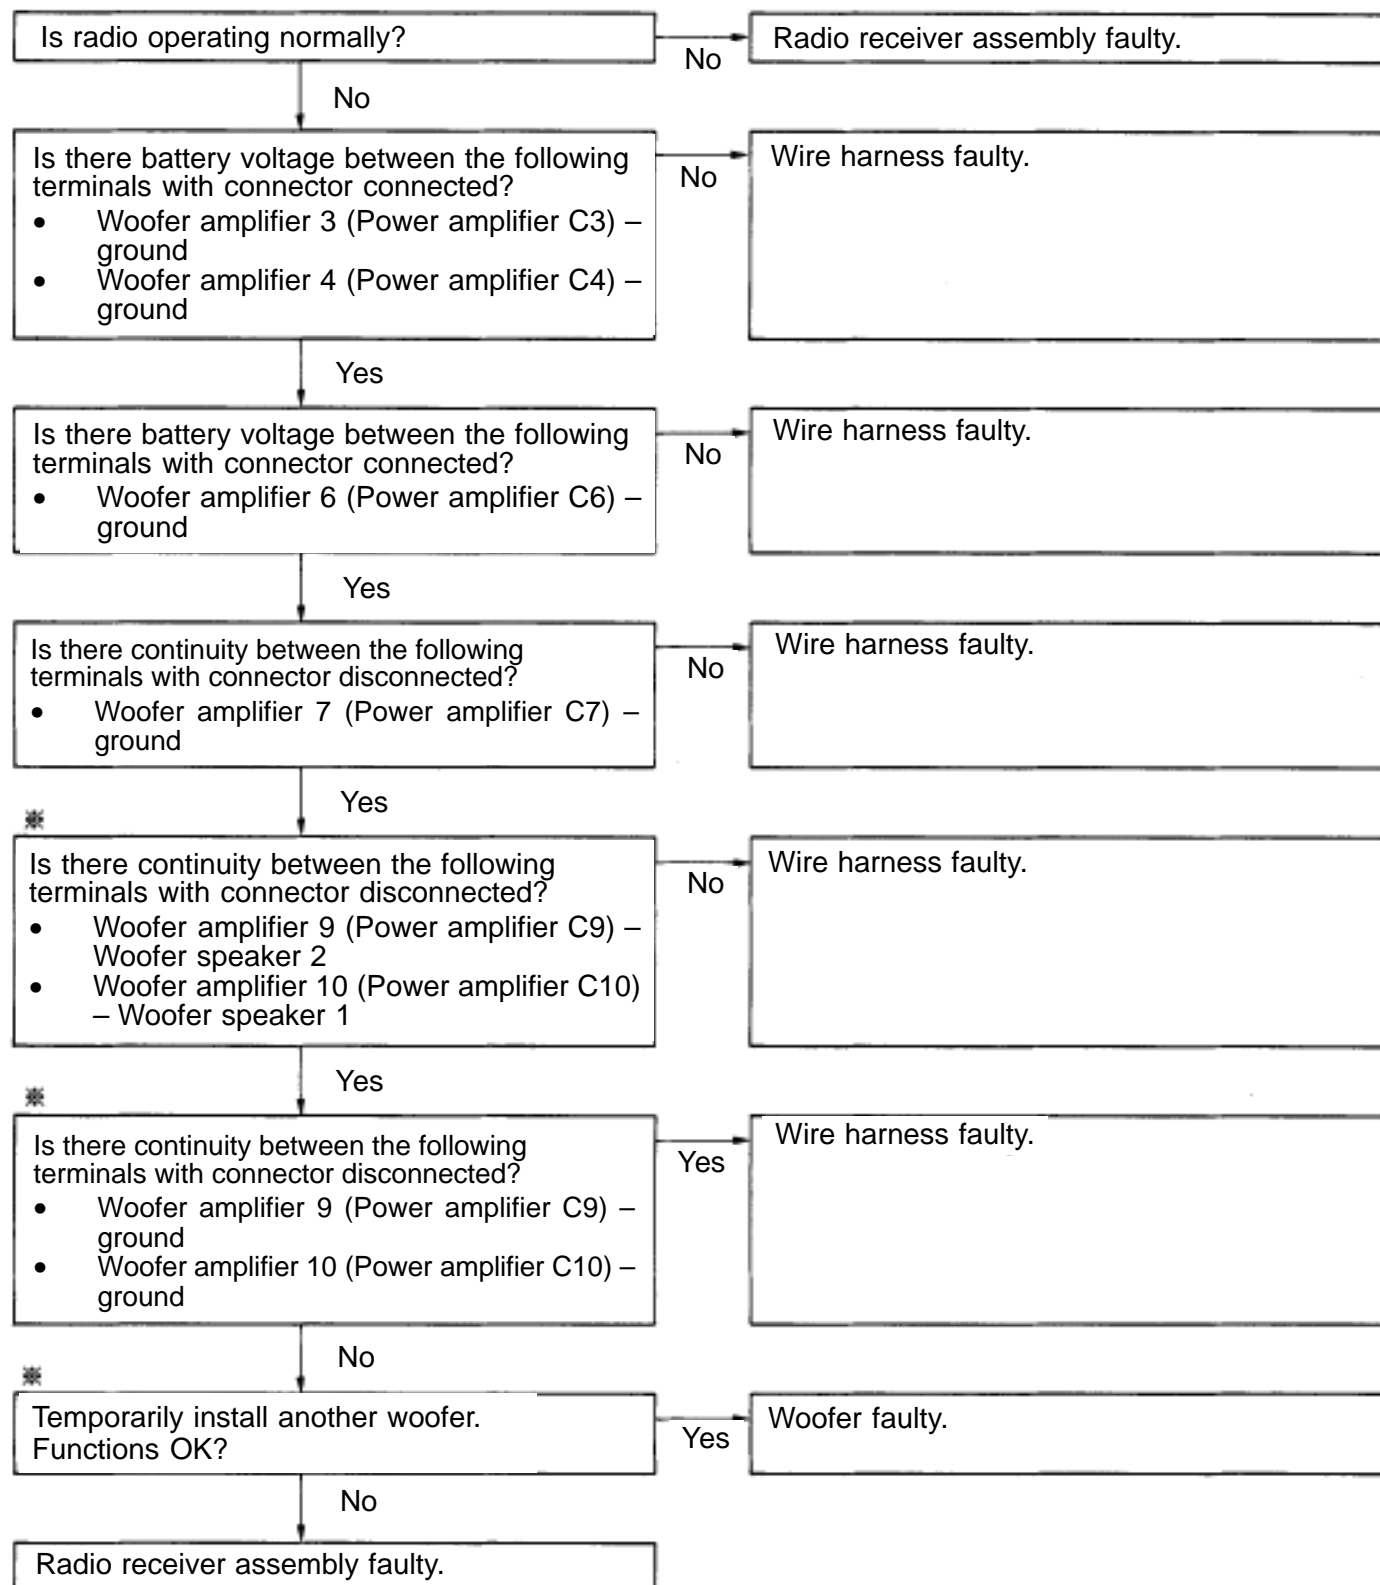 Is radio operating normally?
No
Radio receiver assembly faulty.
No
Is there battery voltage between the following
terminals with connector connected?
• Woofer amplifier 3 (Power amplifier C3) –
ground
• Woofer amplifier 4 (Power amplifier C4) –
ground
No
Wire harness faulty.
Yes
Is there battery voltage between the following
terminals with connector connected?
• Woofer amplifier 6 (Power amplifier C6) –
ground
No
Wire harness faulty.
Yes
Is there continuity between the following
terminals with connector disconnected?
• Woofer amplifier 7 (Power amplifier C7) –
ground
No
Wire harness faulty.
Yes
※
Is there continuity between the following
terminals with connector disconnected?
• Woofer amplifier 9 (Power amplifier C9) –
Woofer speaker 2
• Woofer amplifier 10 (Power amplifier C10)
– Woofer speaker 1
No
Wire harness faulty.
Yes
※
Is there continuity between the following
terminals with connector disconnected?
• Woofer amplifier 9 (Power amplifier C9) –
ground
• Woofer amplifier 10 (Power amplifier C10) –
ground
Yes
Wire harness faulty.
No
※
Temporarily install another woofer.
Functions OK?
Yes
Woofer faulty.
No
Radio receiver assembly faulty.